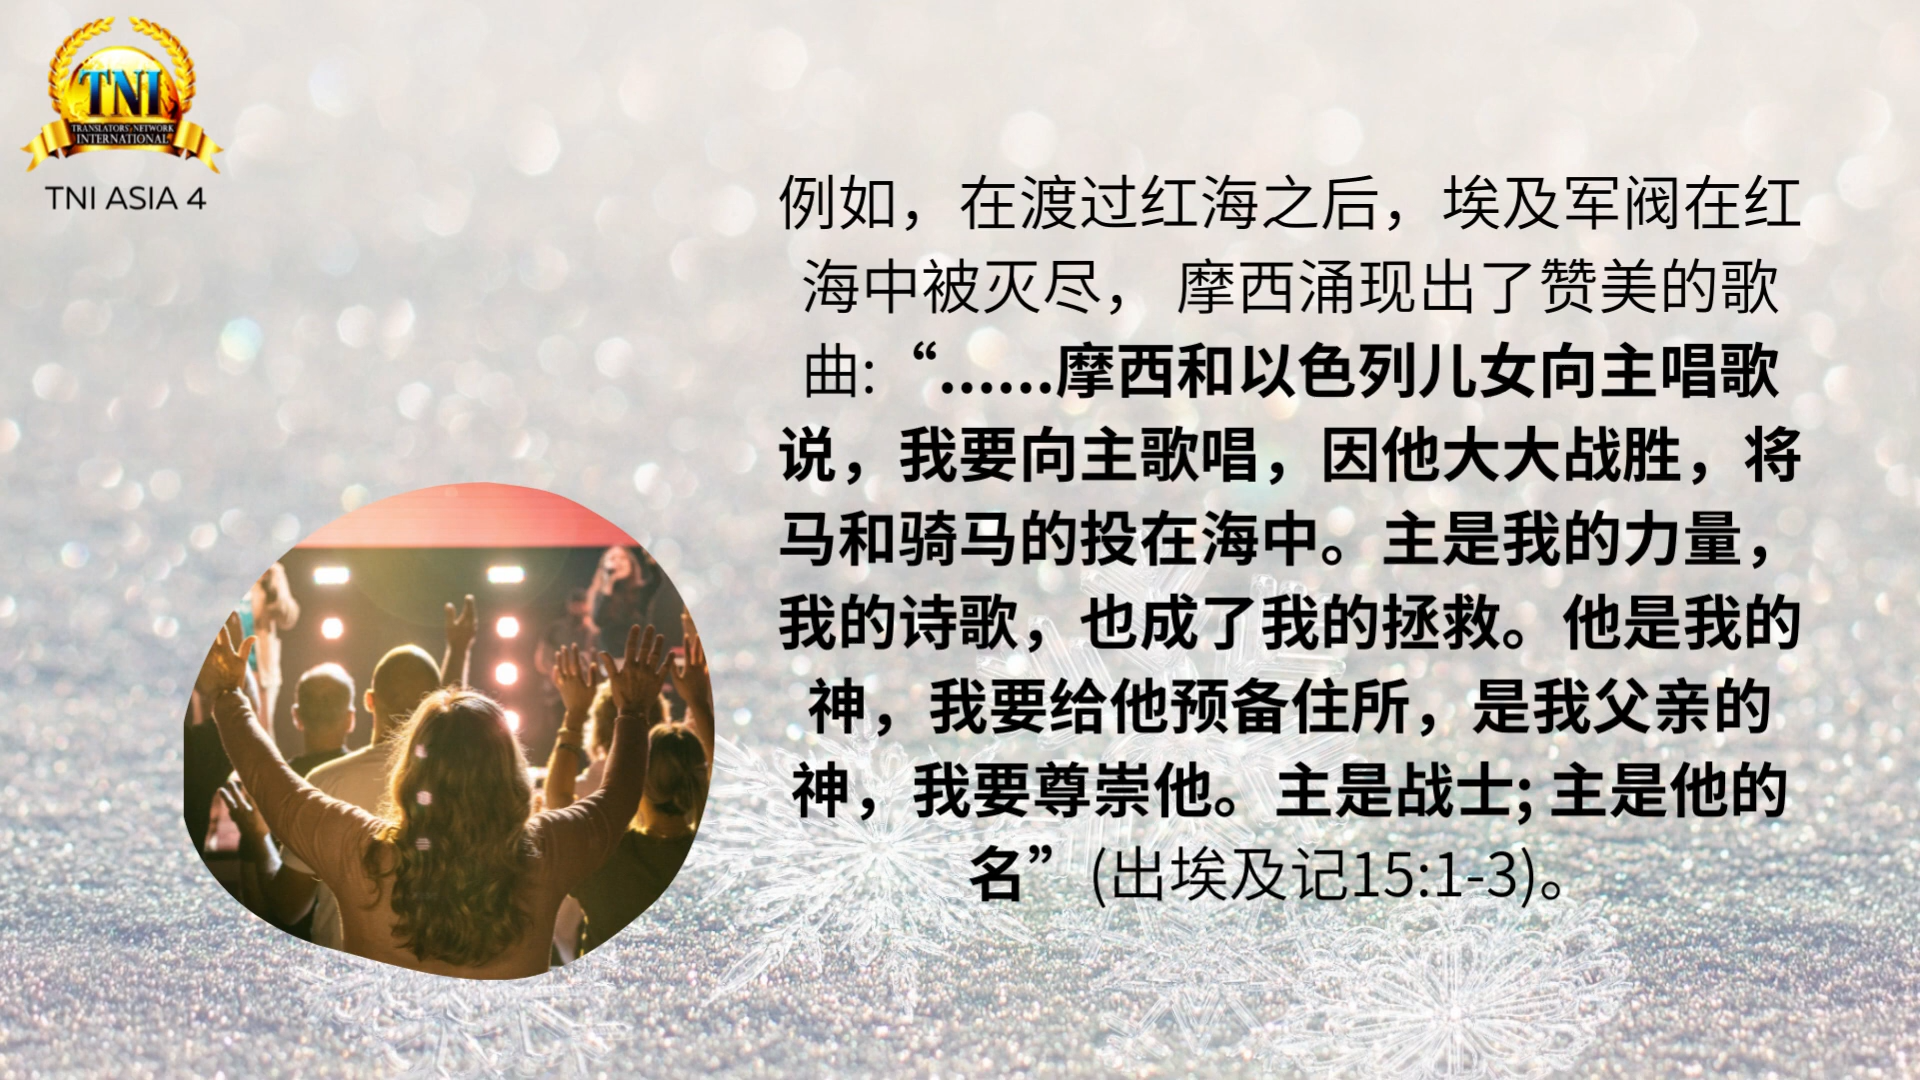 TNI
TRANSLATORS NETWORK
INTERNATIONAL
TNI ASIA 4
例如，在渡过红海之后，埃及军阀在红
海中被灭尽， 摩西涌现出了赞美的歌
曲:“......摩西和以色列儿女向主唱歌
说，我要向主歌唱，因他大大战胜，将
马和骑马的投在海中。主是我的力量，
我的诗歌，也成了我的拯救。他是我的
神，我要给他预备住所，是我父亲的
神，我要尊崇他。主是战士; 主是他的
名”(出埃及记15:1-3)。